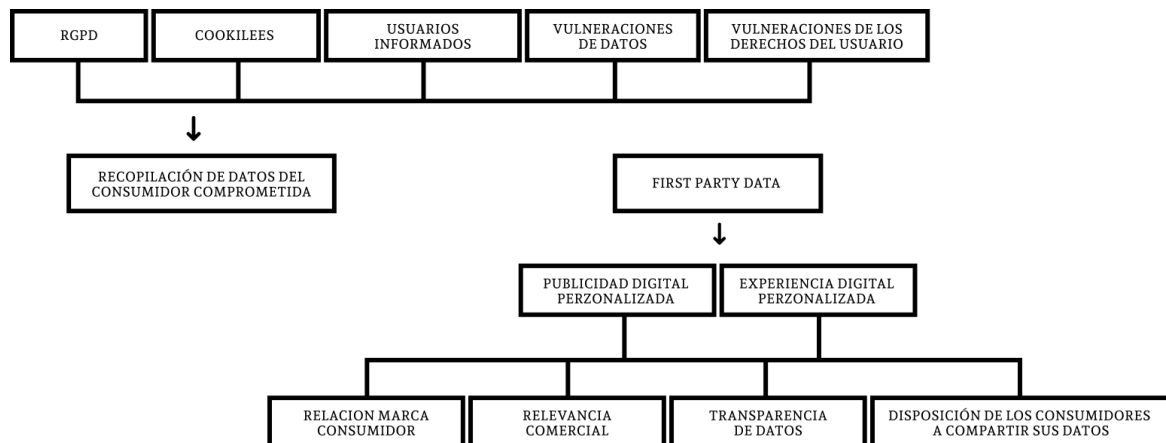 RGPD
COOKILEES
USUARIOS
INFORMADOS
VULNERACIONES
DE DATOS
VULNERACIONES DE LOS
DERECHOS DEL USUARIO
RECOPILACIÓN DE DATOS DEL
CONSUMIDOR COMPROMETIDA
FIRST PARTY DATA
PUBLICIDAD DIGITAL
PERZONALIZADA
EXPERIENCIA DIGITAL
PERZONALIZADA
RELACION MARCA
CONSUMIDOR
RELEVANCIA
COMERCIAL
TRANSPARENCIA
DE DATOS
DISPOSICIÓN DE LOS CONSUMIDORES
A COMPARTIR SUS DATOS